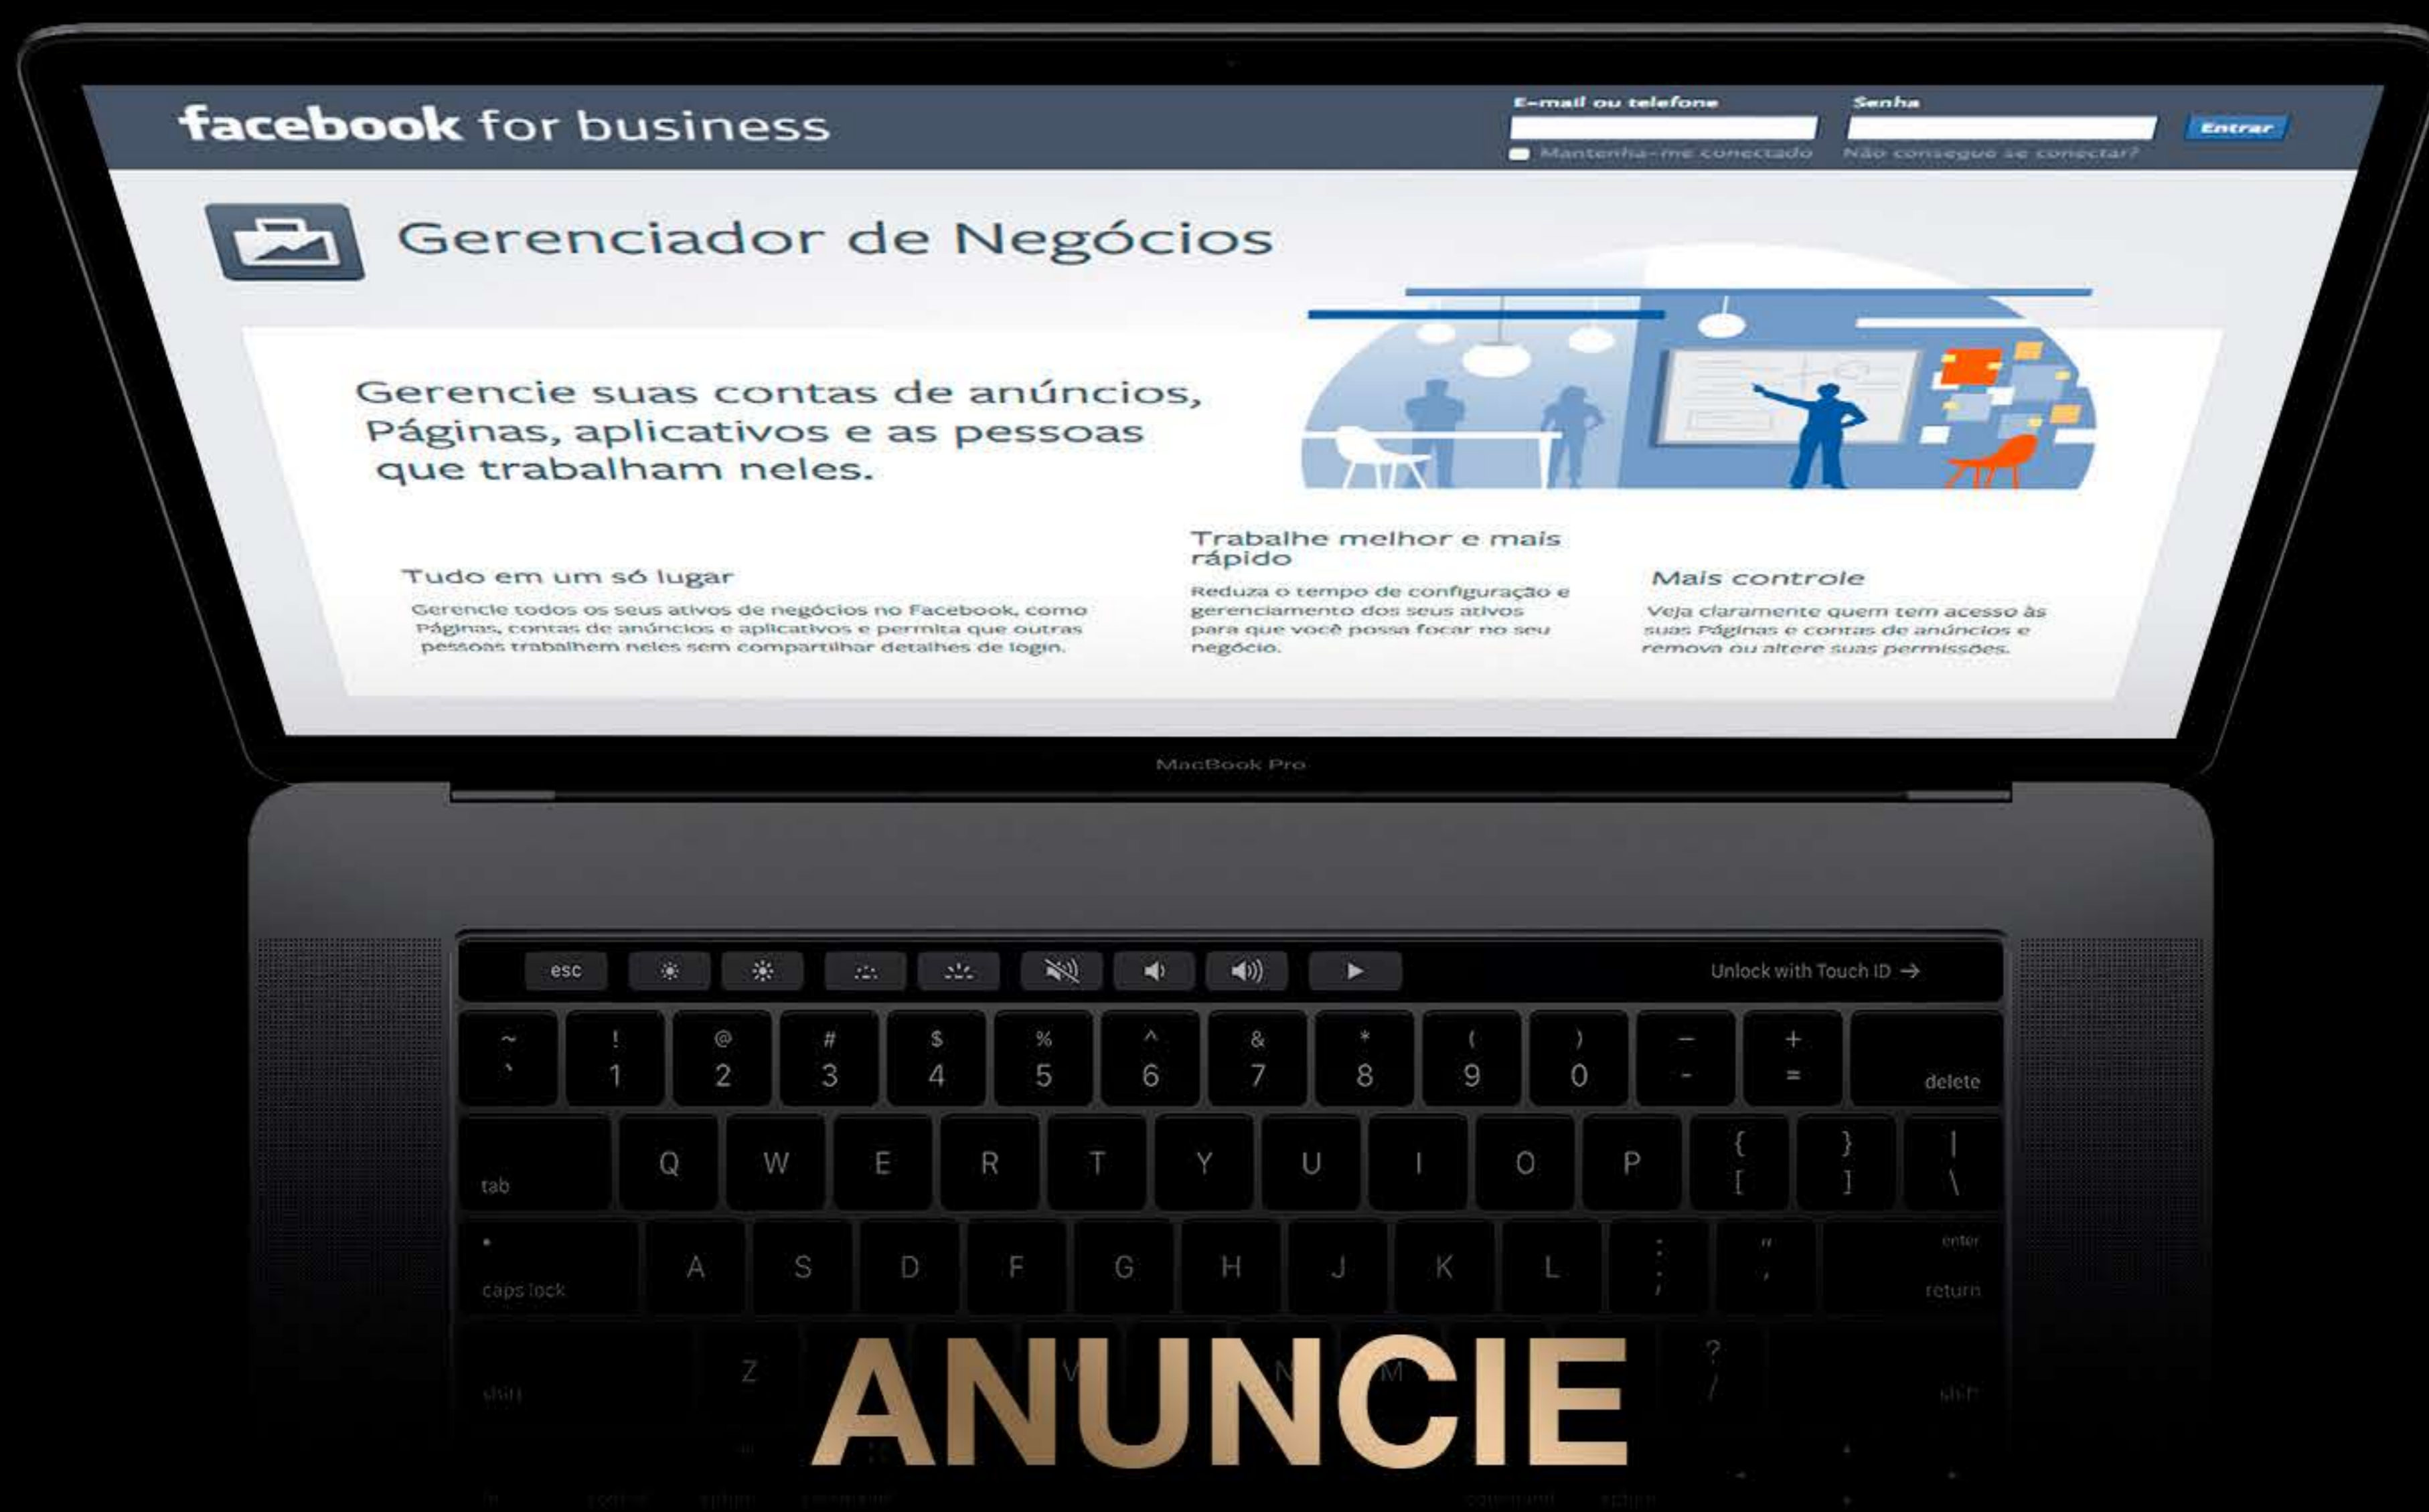 facebook for business
E-mail ou telefone
Senha
Entrar
Mantenha-me conectado
Não consegue se conectar?
Gerenciador de Negócios
Gerencie suas contas de anúncios,
Páginas, aplicativos e as pessoas
que trabalham neles.
Tudo em um só lugar
Gerencie todos os seus ativos de negócios no Facebook, como
Páginas, contas de anúncios e aplicativos e permita que outras
pessoas trabalhem neles sem compartilhar detalhes de login.
Trabalhe melhor e mais
rápido
Reduza o tempo de configuração e
gerenciamento dos seus ativos
para que você possa focar no seu
negócio.
Mais controle
Veja claramente quem tem acesso às
suas Páginas e contas de anúncios e
remova ou altere suas permissões.
MacBook Pro
esc
Unlock with Touch ID →
~ ! @ # $ % ^ & * ( ) — +
` 1 2 3 4 5 6 7 8 9 0 - =
delete
tab Q W E R T Y U I O P { [ } ] | \
caps lock A S D F G H J K L : ; " ' enter return
shift Z V N M ? / shift
command option
ANUNCIE